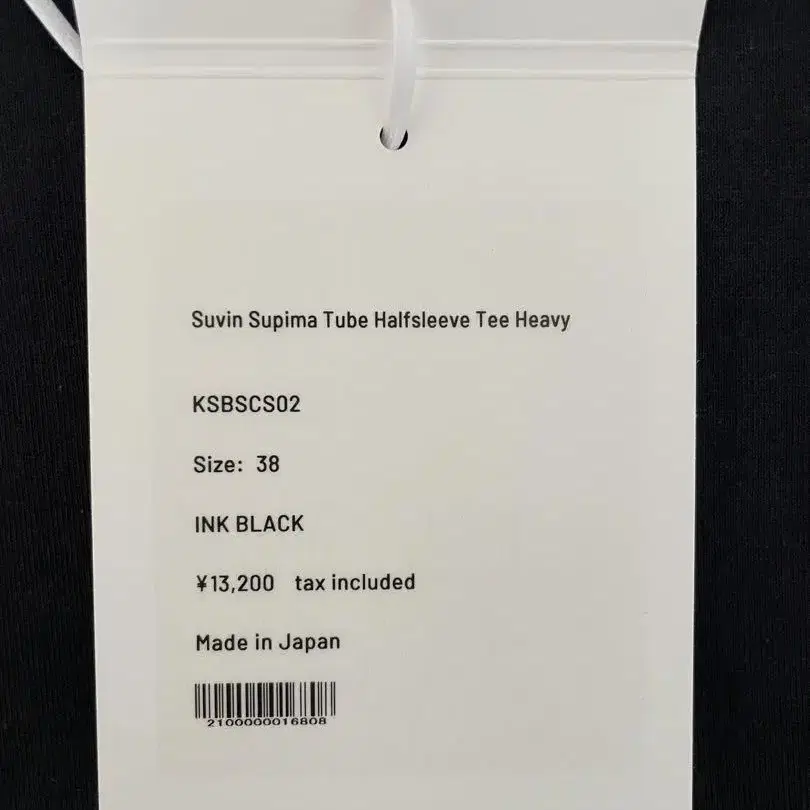 Suvin Supima Tube Halfsleeve Tee Heavy
KSBSCS02
Size: 38
INK BLACK
¥13,200 tax included
Made in Japan
2100000016808